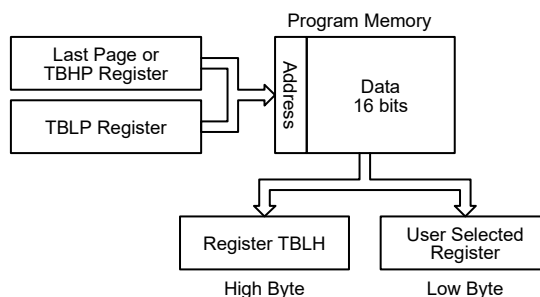 Program Memory
Last Page or
TBHP Register
TBLP Register
Address
Data
16 bits
Register TBLH
User Selected
Register
High Byte
Low Byte